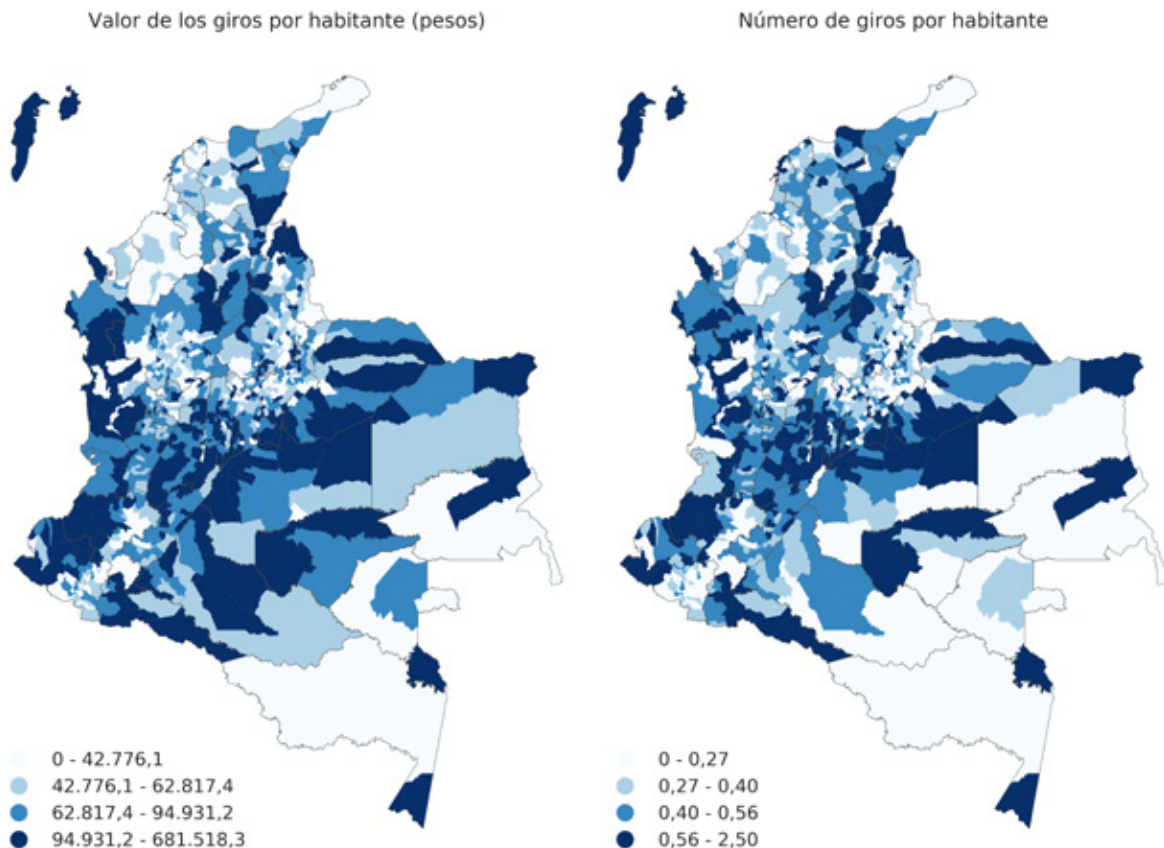 Valor de los giros por habitante (pesos)
Número de giros por habitante
0 - 42.776,1
42.776,1 - 62.817,4
62.817,4 - 94.931,2
94.931,2 - 681.518,3
0 - 0,27
0,27 - 0,40
0,40 - 0,56
0,56 - 2,50